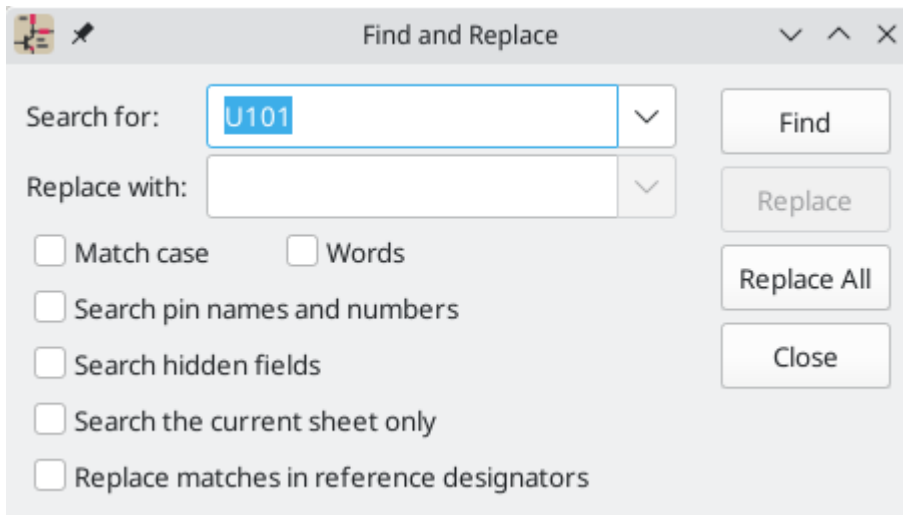 Find and Replace
Search for: U101
Find
Replace with:
Replace
Match case Words
Replace All
Search pin names and numbers
Search hidden fields
Close
Search the current sheet only
Replace matches in reference designators